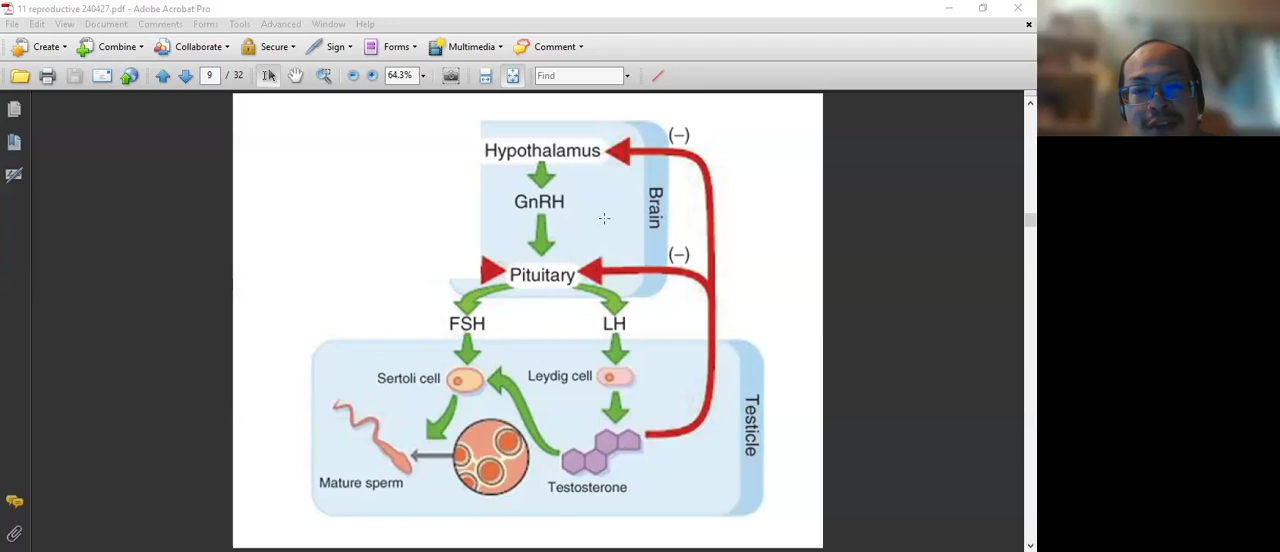 11 reproductive 240427.pdf - Adobe Acrobat Pro
File Edit View Document Comments Forms Tools Advanced Window Help
Create Combine Collaborate Secure Sign Forms Multimedia Comment
9 / 32 64.3% Find
(−)
Hypothalamus
GnRH
Brain
(−)
Pituitary
FSH LH
Sertoli cell Leydig cell
Testicle
Mature sperm Testosterone